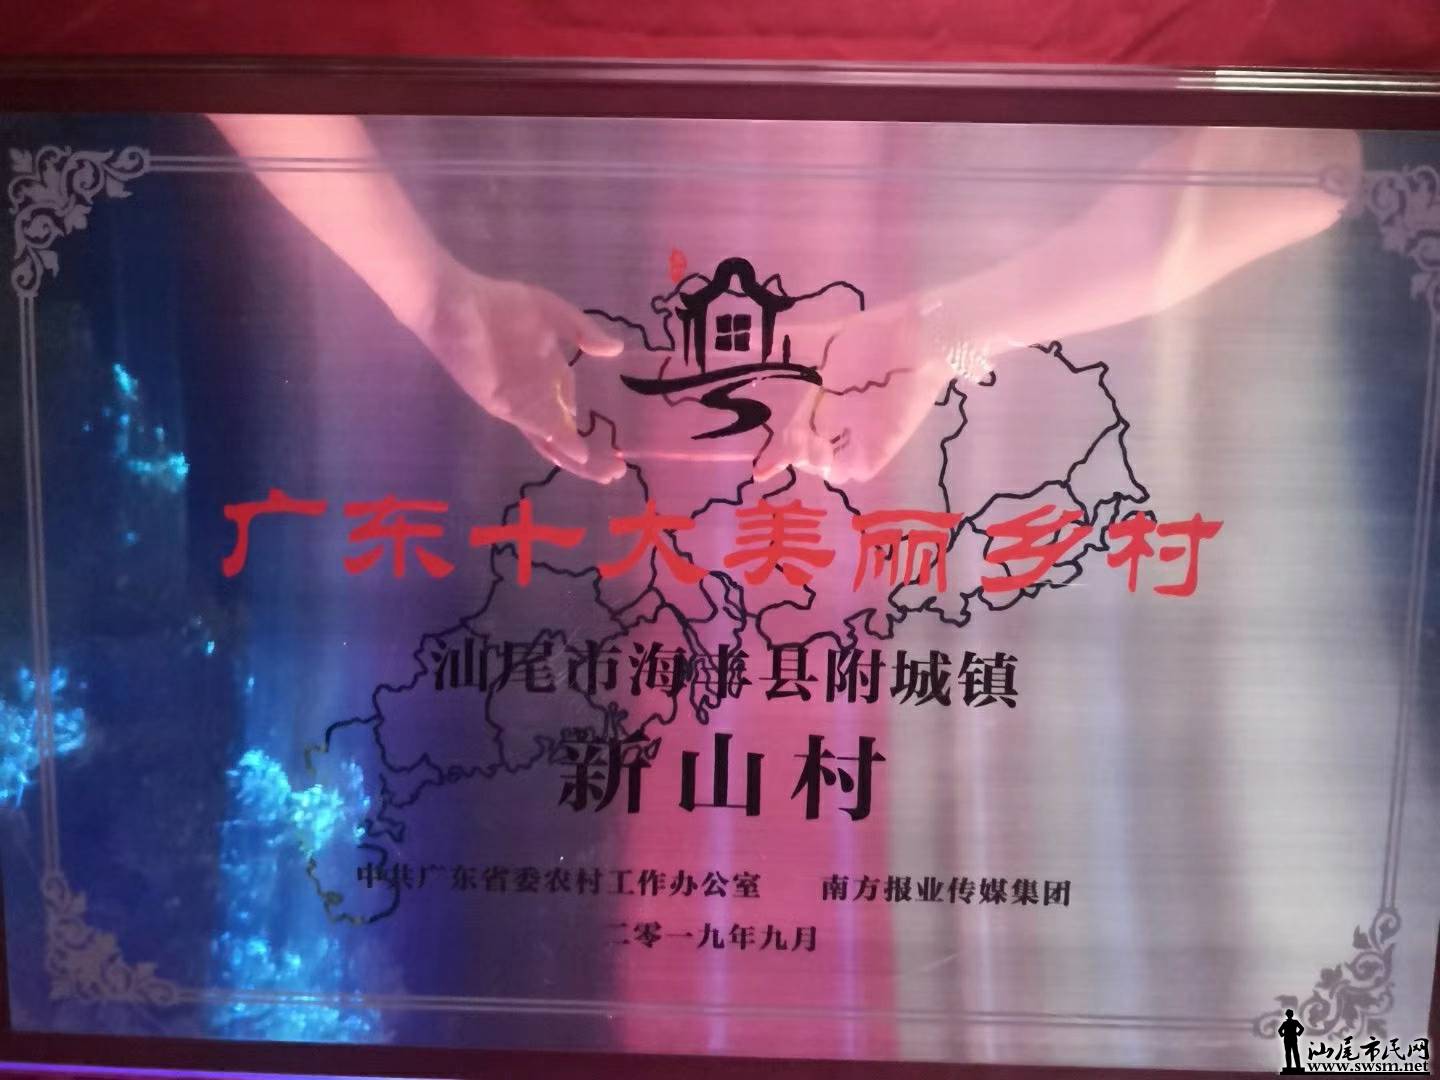 广东十大美丽乡村
汕尾市海丰县附城镇
新山村
中共广东省委农村工作办公室 南方报业传媒集团
二零一九年九月
汕尾市民网
www.swsm.net